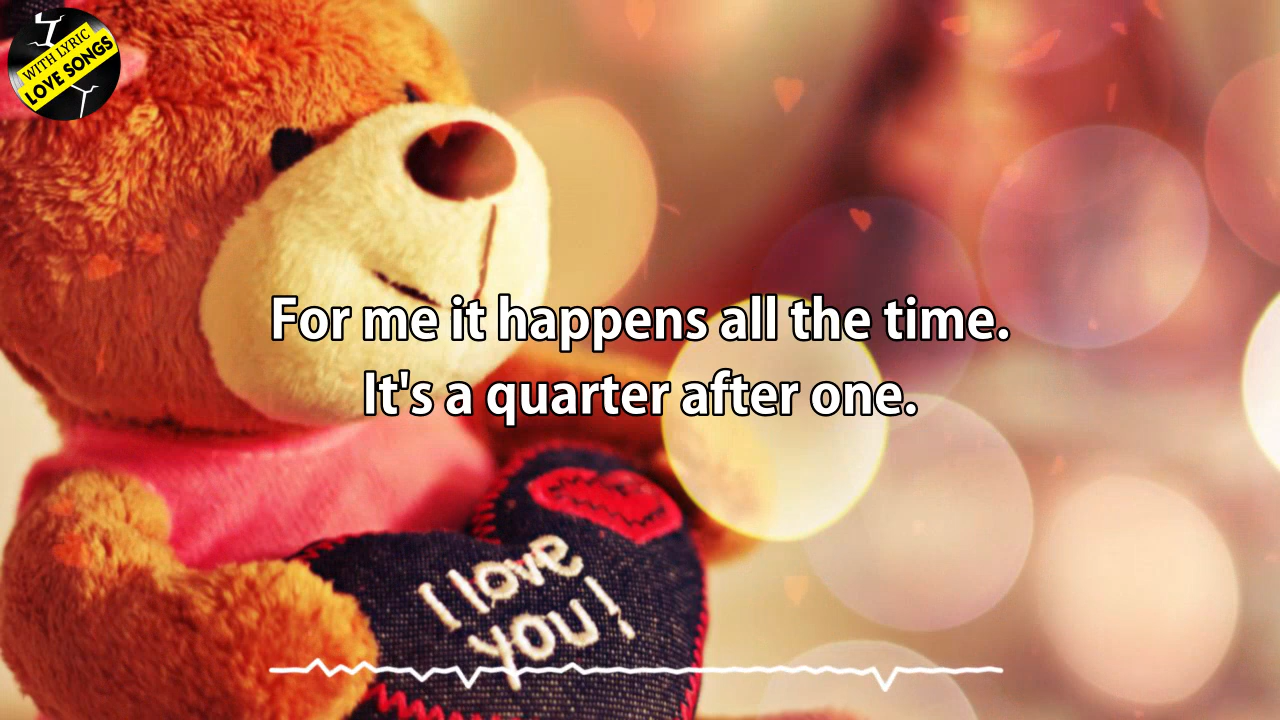 WITH LYRIC
LOVE SONGS
For me it happens all the time.
It's a quarter after one.
I love
you!